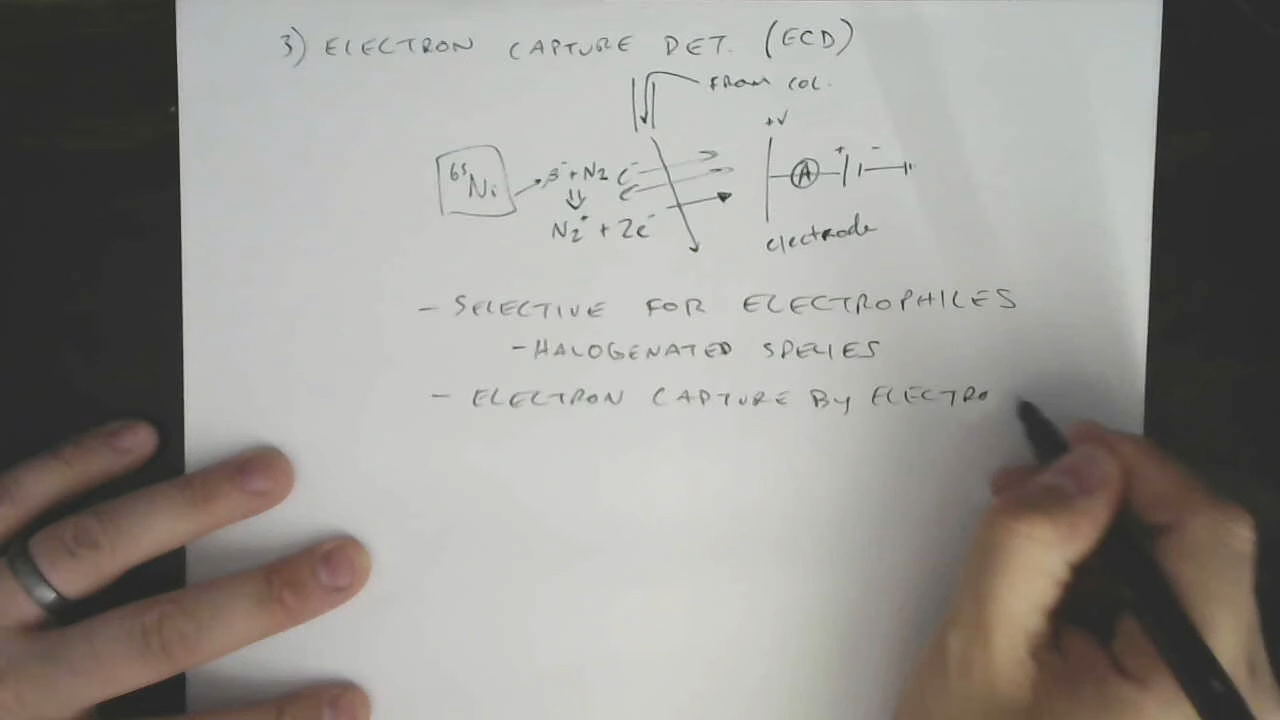 3) ELECTRON CAPTURE DET. (ECD)
FROM COL.
+V
⁶³Ni β⁻+N2 e⁻ A + -
⇓ e⁻
N2⁺ + 2e⁻
electrode
- SELECTIVE FOR ELECTROPHILES
- HALOGENATED SPECIES
- ELECTRON CAPTURE By ELECTRO